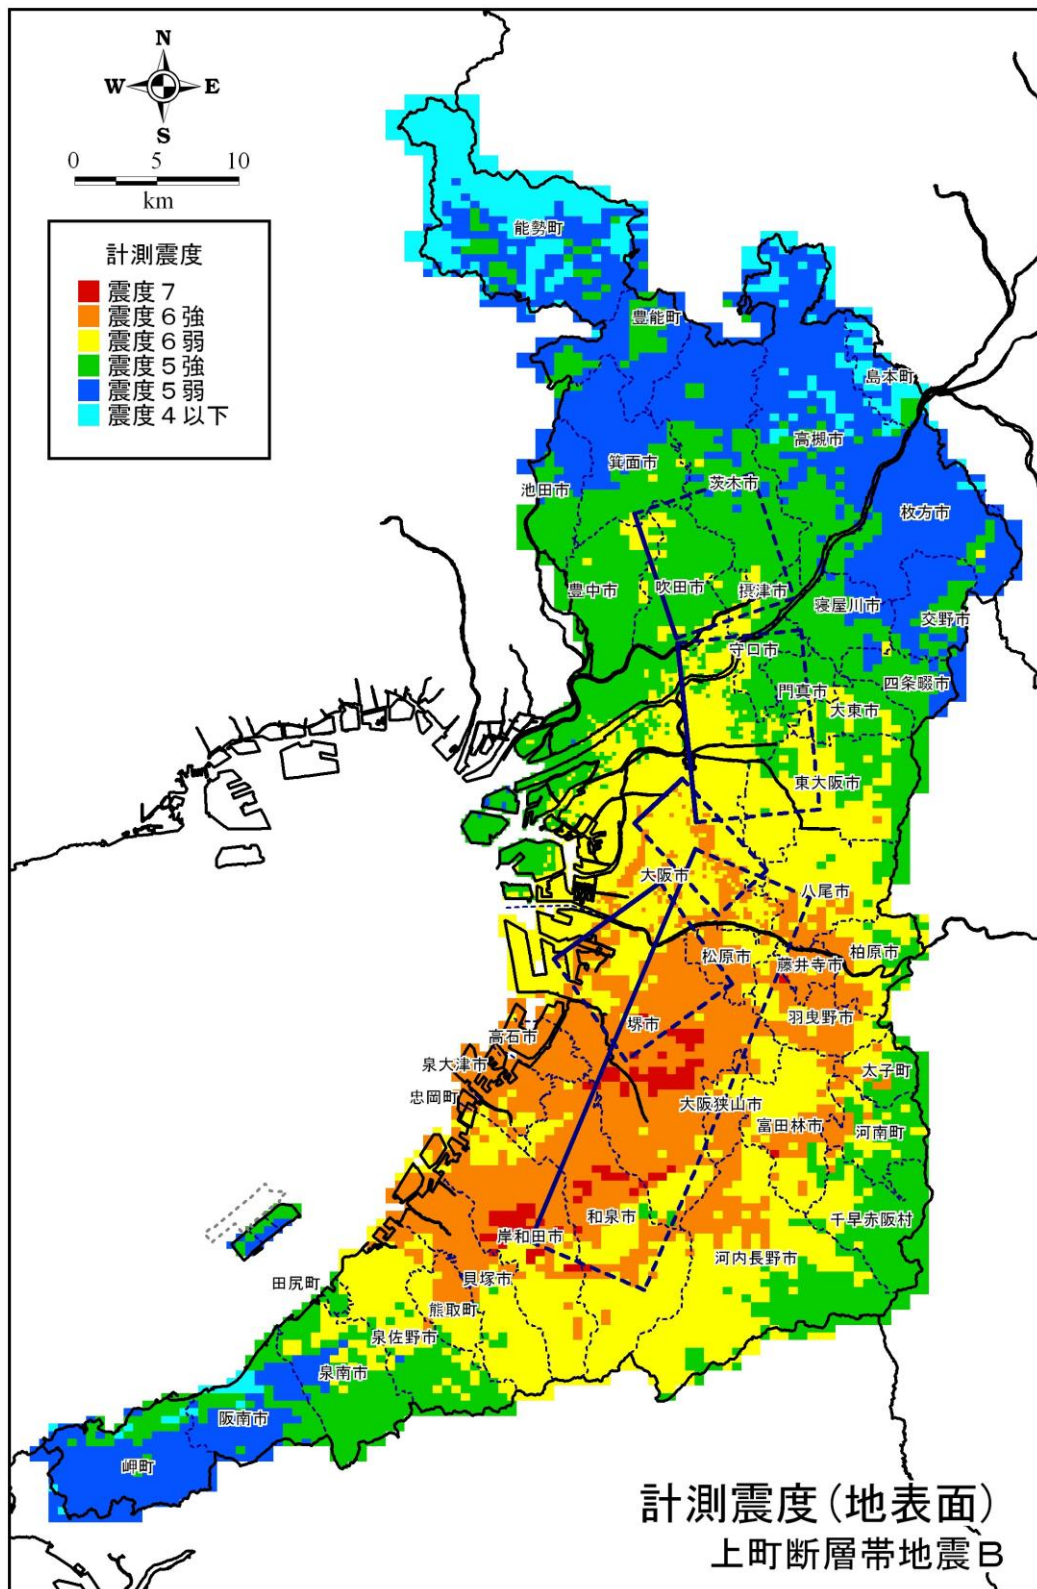 N
W E
S
0 5 10
km
計測震度
震度７
震度６強
震度６弱
震度５強
震度５弱
震度４以下
能勢町
豊能町
島本町
高槻市
箕面市
茨木市
池田市
枚方市
豊中市
吹田市
摂津市
寝屋川市
交野市
守口市
四条畷市
門真市
大東市
東大阪市
大阪市
八尾市
松原市
柏原市
藤井寺市
羽曳野市
堺市
高石市
泉大津市
太子町
忠岡町
大阪狭山市
富田林市
河南町
和泉市
千早赤阪村
岸和田市
河内長野市
貝塚市
田尻町
熊取町
泉佐野市
泉南市
阪南市
岬町
計測震度（地表面）
上町断層帯地震Ｂ